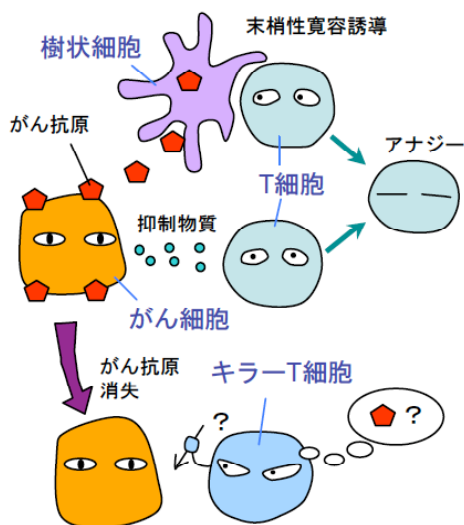 末梢性寛容誘導
樹状細胞
がん抗原
アナジー
T細胞
抑制物質
がん細胞
がん抗原
消失
キラーT細胞
?
?